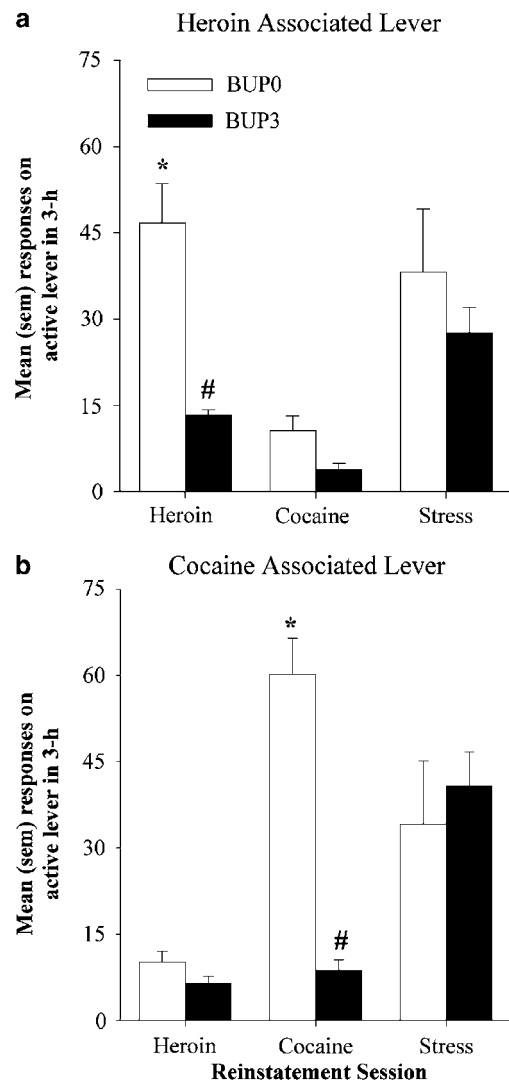 a
Heroin Associated Lever
75
60
45
30
15
0
Mean (sem) responses on
active lever in 3-h
BUP0
BUP3
*
#
Heroin Cocaine Stress
b
Cocaine Associated Lever
75
60
45
30
15
0
Mean (sem) responses on
active lever in 3-h
*
#
Heroin Cocaine Stress
Reinstatement Session